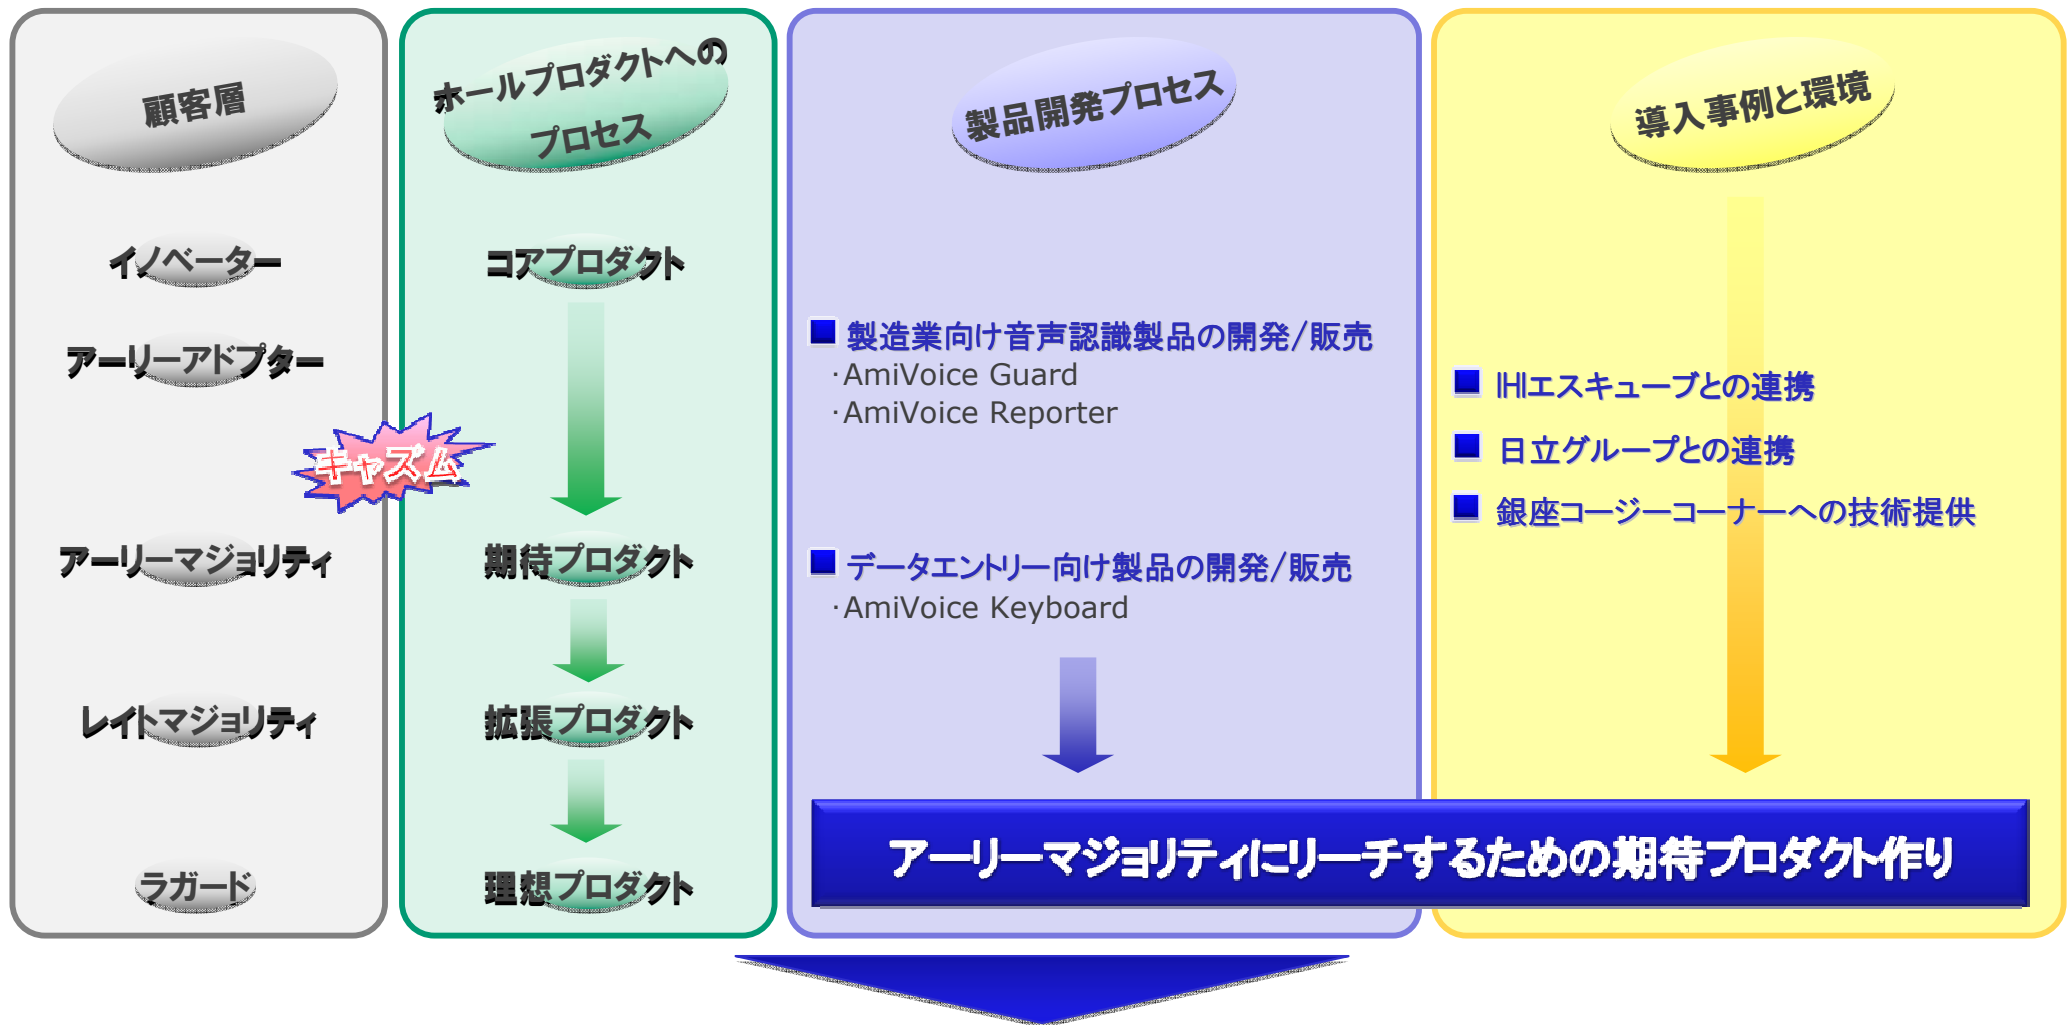 顧客層
イノベーター
アーリーアドプター
キャズム
アーリーマジョリティ
レイトマジョリティ
ラガード
ホールプロダクトへの
プロセス
コアプロダクト
期待プロダクト
拡張プロダクト
理想プロダクト
製品開発プロセス
製造業向け音声認識製品の開発/販売
・AmiVoice Guard
・AmiVoice Reporter
データエントリー向け製品の開発/販売
・AmiVoice Keyboard
導入事例と環境
IHIエスキューブとの連携
日立グループとの連携
銀座コージーコーナーへの技術提供
アーリーマジョリティにリーチするための期待プロダクト作り